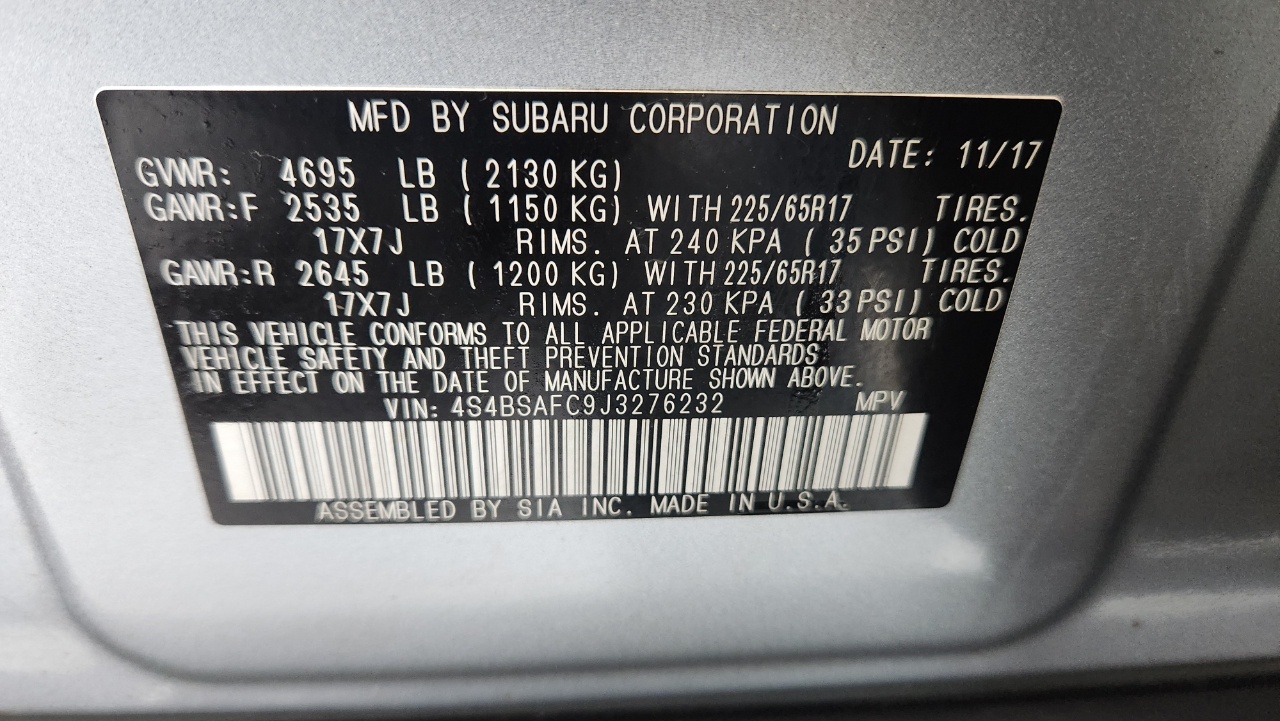 MFD BY SUBARU CORPORATION
DATE: 11/17
GVWR: 4695 LB ( 2130 KG)
GAWR:F 2535 LB ( 1150 KG) WITH 225/65R17 TIRES.
17X7J RIMS. AT 240 KPA ( 35 PSI) COLD
GAWR:R 2645 LB ( 1200 KG) WITH 225/65R17 TIRES.
17X7J RIMS. AT 230 KPA ( 33 PSI) COLD
THIS VEHICLE CONFORMS TO ALL APPLICABLE FEDERAL MOTOR
VEHICLE SAFETY AND THEFT PREVENTION STANDARDS
IN EFFECT ON THE DATE OF MANUFACTURE SHOWN ABOVE.
VIN: 4S4BSAFC9J3276232 MPV
ASSEMBLED BY SIA INC. MADE IN U.S.A.